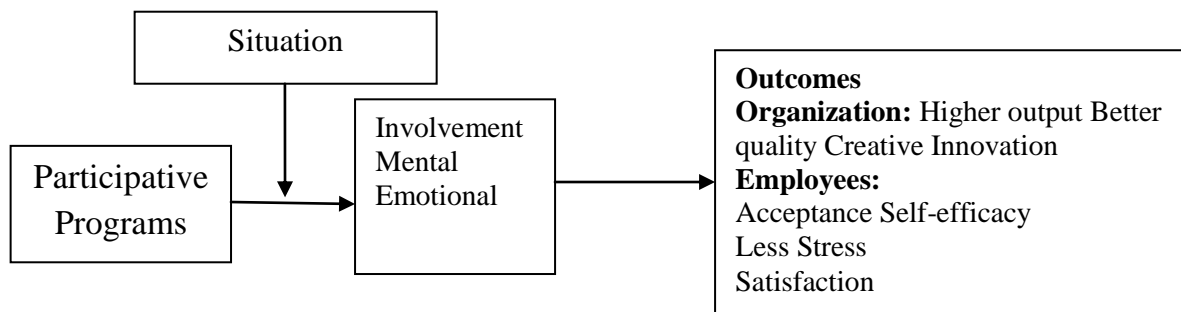 Situation
Participative
Programs
Involvement
Mental
Emotional
Outcomes
Organization: Higher output Better
quality Creative Innovation
Employees:
Acceptance Self-efficacy
Less Stress
Satisfaction